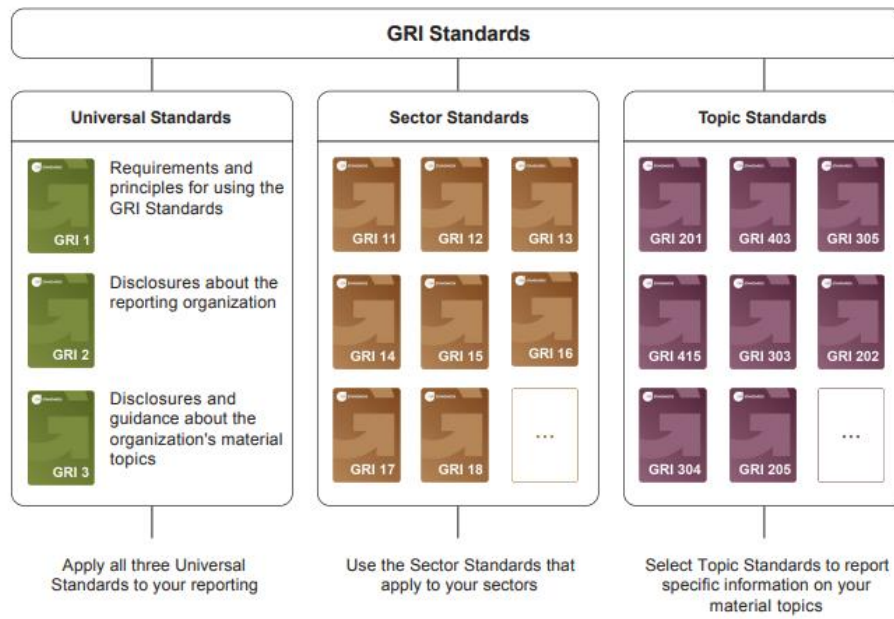 GRI Standards
Universal Standards
GRI 1
Requirements and
principles for using the
GRI Standards
GRI 2
Disclosures about the
reporting organization
GRI 3
Disclosures and
guidance about the
organization's material
topics
Apply all three Universal
Standards to your reporting
Sector Standards
GRI 11 GRI 12 GRI 13
GRI 14 GRI 15 GRI 16
GRI 17 GRI 18 ...
Use the Sector Standards that
apply to your sectors
Topic Standards
GRI 201 GRI 403 GRI 305
GRI 415 GRI 303 GRI 202
GRI 304 GRI 205 ...
Select Topic Standards to report
specific information on your
material topics